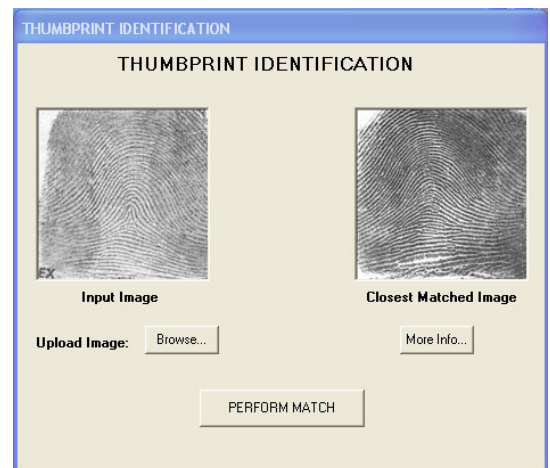 THUMBPRINT IDENTIFICATION
THUMBPRINT IDENTIFICATION
EX
Input Image
Closest Matched Image
Upload Image:
Browse...
More Info...
PERFORM MATCH